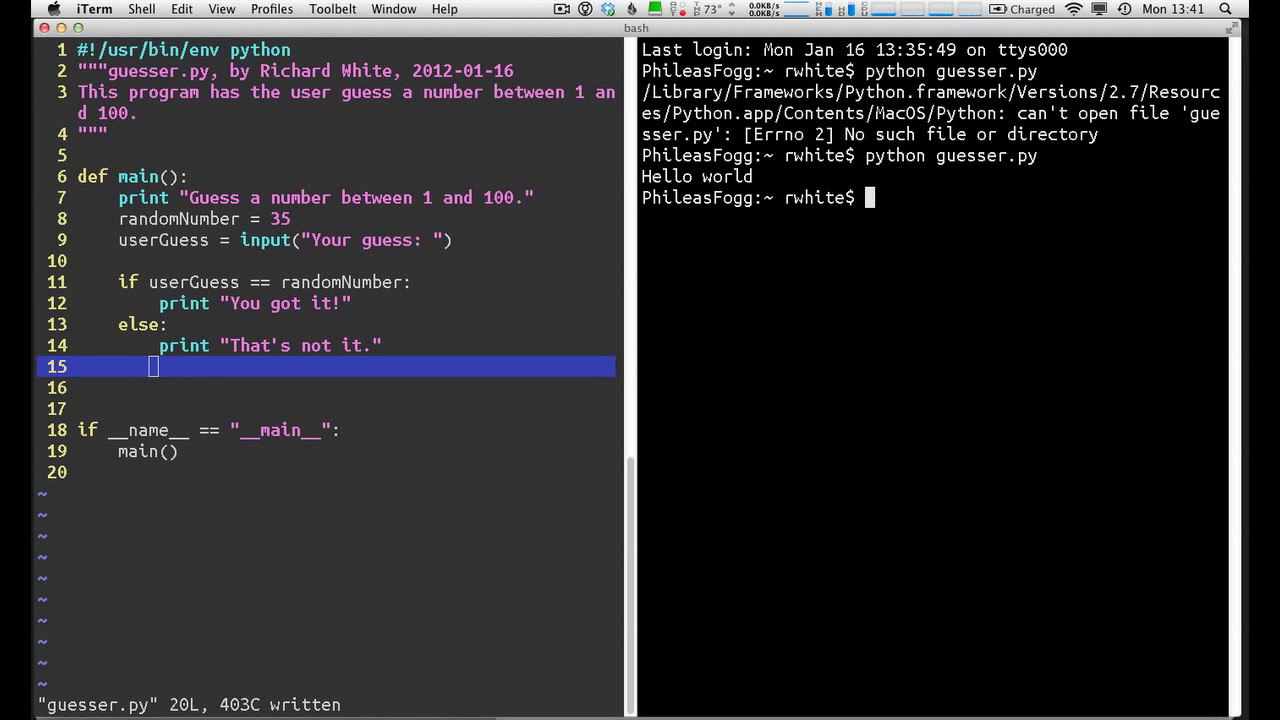 iTerm Shell Edit View Profiles Toolbelt Window Help 73° 0.0KB/s 0.0KB/s Charged Mon 13:41
bash
1 #!/usr/bin/env python
2 """guesser.py, by Richard White, 2012-01-16
3 This program has the user guess a number between 1 an
d 100.
4 """
5
6 def main():
7 print "Guess a number between 1 and 100."
8 randomNumber = 35
9 userGuess = input("Your guess: ")
10
11 if userGuess == randomNumber:
12 print "You got it!"
13 else:
14 print "That's not it."
15
16
17
18 if __name__ == "__main__":
19 main()
20
~
~
~
~
~
~
~
~
~
~
"guesser.py" 20L, 403C written
Last login: Mon Jan 16 13:35:49 on ttys000
PhileasFogg:~ rwhite$ python guesser.py
/Library/Frameworks/Python.framework/Versions/2.7/Resourc
es/Python.app/Contents/MacOS/Python: can't open file 'gue
sser.py': [Errno 2] No such file or directory
PhileasFogg:~ rwhite$ python guesser.py
Hello world
PhileasFogg:~ rwhite$